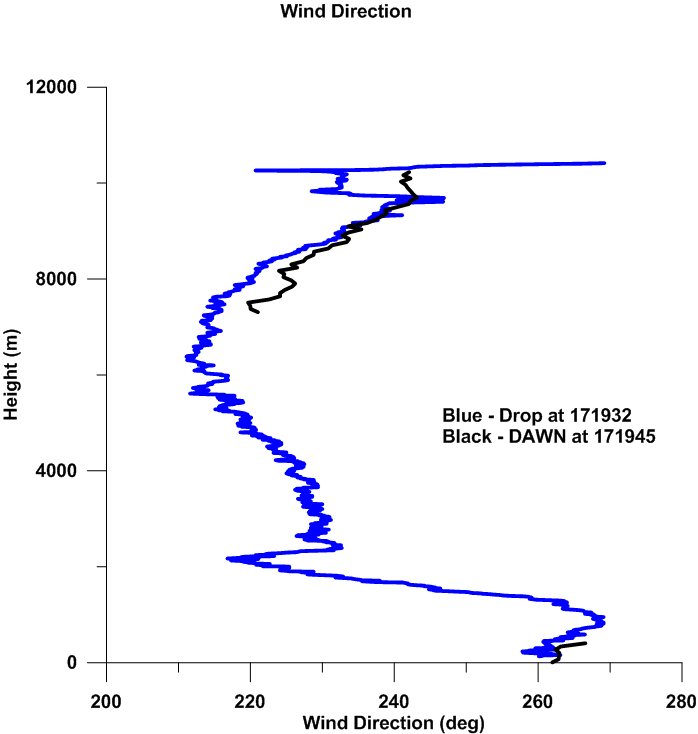 Wind Direction
12000
8000
Height (m)
Blue - Drop at 171932
Black - DAWN at 171945
4000
0
200 220 240 260 280
Wind Direction (deg)